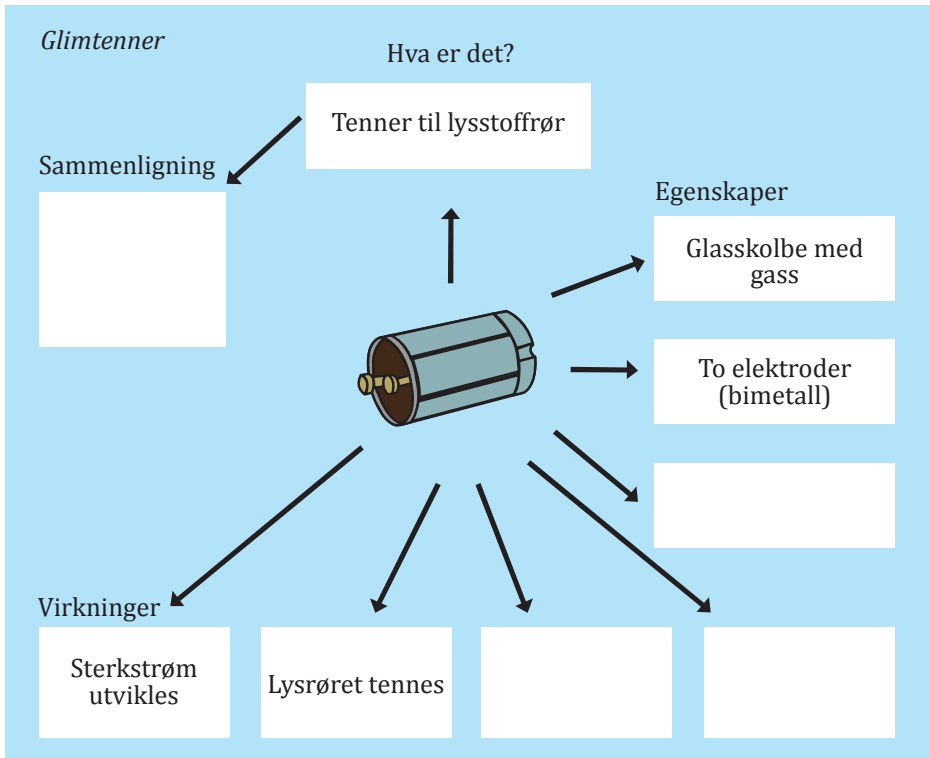 Glimtenner
Hva er det?
Tenner til lysstoffrør
Sammenligning
Egenskaper
Glasskolbe med
gass
To elektroder
(bimetall)
Virkninger
Sterkstrøm
utvikles
Lysrøret tennes